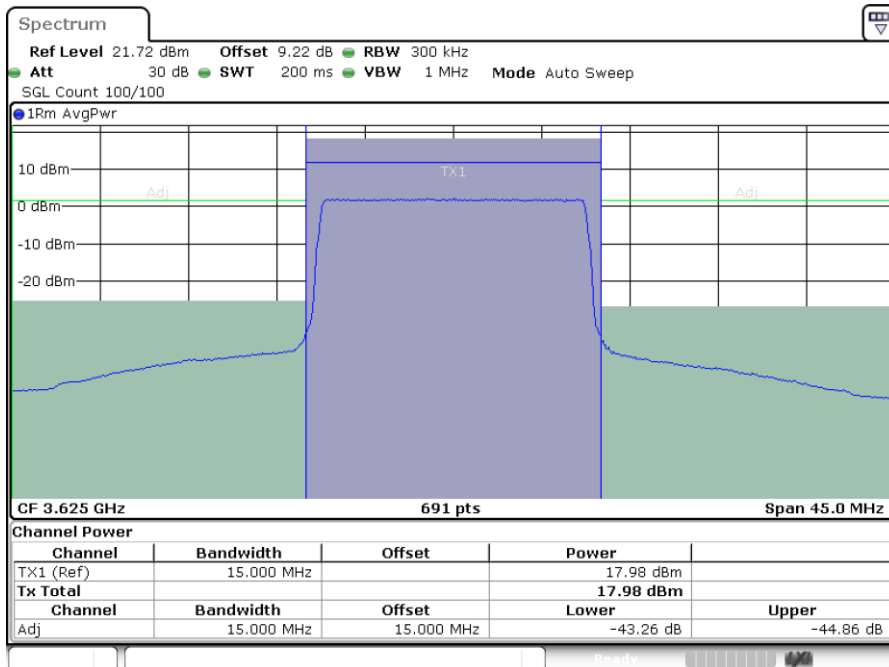 Spectrum
Ref Level 21.72 dBm Offset 9.22 dB RBW 300 kHz
Att 30 dB SWT 200 ms VBW 1 MHz Mode Auto Sweep
SGL Count 100/100
1Rm AvgPwr
10 dBm
TX1
Adj Adj
0 dBm
-10 dBm
-20 dBm
CF 3.625 GHz 691 pts Span 45.0 MHz
Channel Power
Channel Bandwidth Offset Power
TX1 (Ref) 15.000 MHz 17.98 dBm
Tx Total 17.98 dBm
Channel Bandwidth Offset Lower Upper
Adj 15.000 MHz 15.000 MHz -43.26 dB -44.86 dB
Ready